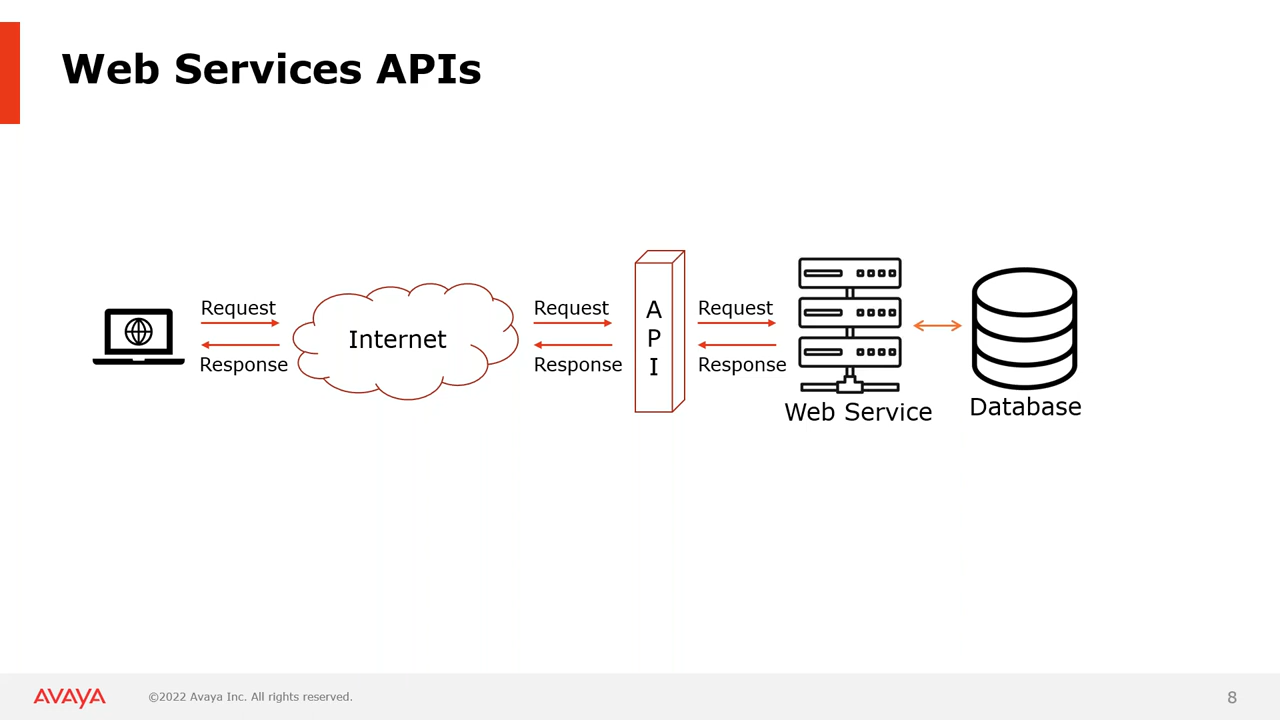 Web Services APIs
Request
Response
Internet
Request
Response
A
P
I
Request
Response
Web Service
Database
AVAYA
©2022 Avaya Inc. All rights reserved.
8